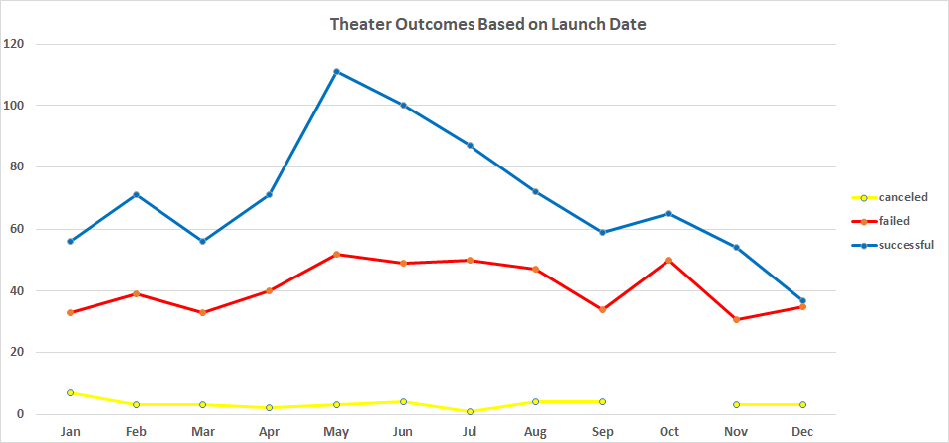 Theater Outcomes Based on Launch Date
120
100
80
60
40
20
0
Jan Feb Mar Apr May Jun Jul Aug Sep 0ct Nov Dec
canceled
failed
successful